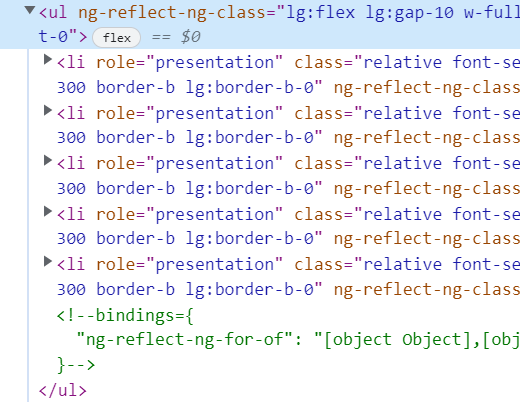 ▼<ul ng-reflect-ng-class="lg:flex lg:gap-10 w-full
t-0"> flex == $0
▶<li role="presentation" class="relative font-se
300 border-b lg:border-b-0" ng-reflect-ng-class
▶<li role="presentation" class="relative font-se
300 border-b lg:border-b-0" ng-reflect-ng-class
▶<li role="presentation" class="relative font-se
300 border-b lg:border-b-0" ng-reflect-ng-class
▶<li role="presentation" class="relative font-se
300 border-b lg:border-b-0" ng-reflect-ng-class
▶<li role="presentation" class="relative font-se
300 border-b lg:border-b-0" ng-reflect-ng-class
<!--bindings={
"ng-reflect-ng-for-of": "[object Object],[obj
}-->
</ul>